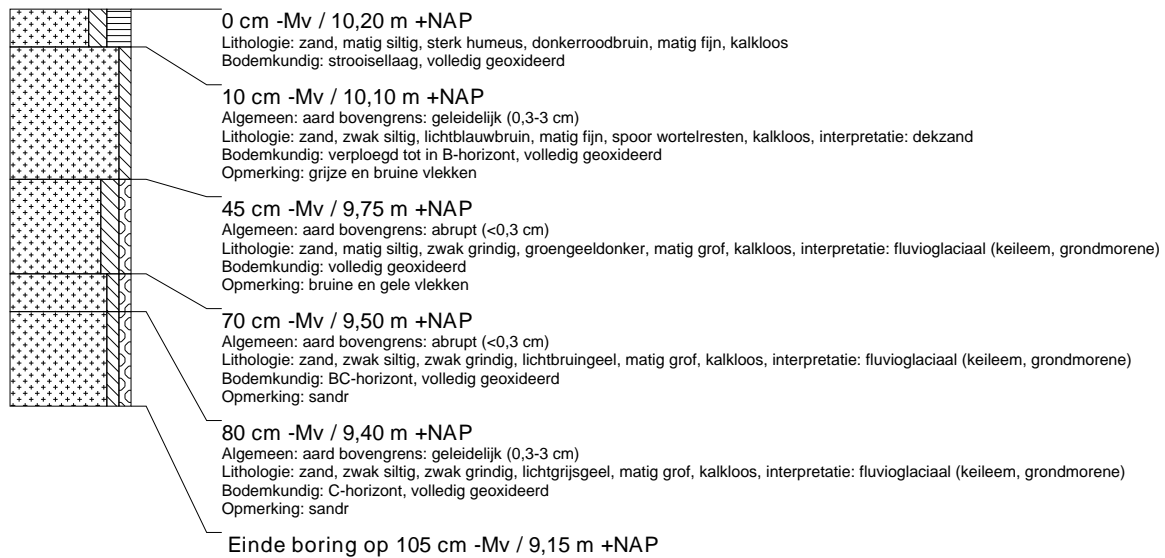 0 cm -Mv / 10,20 m +NAP
Lithologie: zand, matig siltig, sterk humeus, donkerroodbruin, matig fijn, kalkloos
Bodemkundig: strooisellaag, volledig geoxideerd
10 cm -Mv / 10,10 m +NAP
Algemeen: aard bovengrens: geleidelijk (0,3-3 cm)
Lithologie: zand, zwak siltig, lichtblauwbruin, matig fijn, spoor wortelresten, kalkloos, interpretatie: dekzand
Bodemkundig: verploegd tot in B-horizont, volledig geoxideerd
Opmerking: grijze en bruine vlekken
45 cm -Mv / 9,75 m +NAP
Algemeen: aard bovengrens: abrupt (<0,3 cm)
Lithologie: zand, matig siltig, zwak grindig, groengeeldonker, matig grof, kalkloos, interpretatie: fluvioglaciaal (keileem, grondmorene)
Bodemkundig: volledig geoxideerd
Opmerking: bruine en gele vlekken
70 cm -Mv / 9,50 m +NAP
Algemeen: aard bovengrens: abrupt (<0,3 cm)
Lithologie: zand, zwak siltig, zwak grindig, lichtbruingeel, matig grof, kalkloos, interpretatie: fluvioglaciaal (keileem, grondmorene)
Bodemkundig: BC-horizont, volledig geoxideerd
Opmerking: sandr
80 cm -Mv / 9,40 m +NAP
Algemeen: aard bovengrens: geleidelijk (0,3-3 cm)
Lithologie: zand, zwak siltig, zwak grindig, lichtgrijsgeel, matig grof, kalkloos, interpretatie: fluvioglaciaal (keileem, grondmorene)
Bodemkundig: C-horizont, volledig geoxideerd
Opmerking: sandr
Einde boring op 105 cm -Mv / 9,15 m +NAP